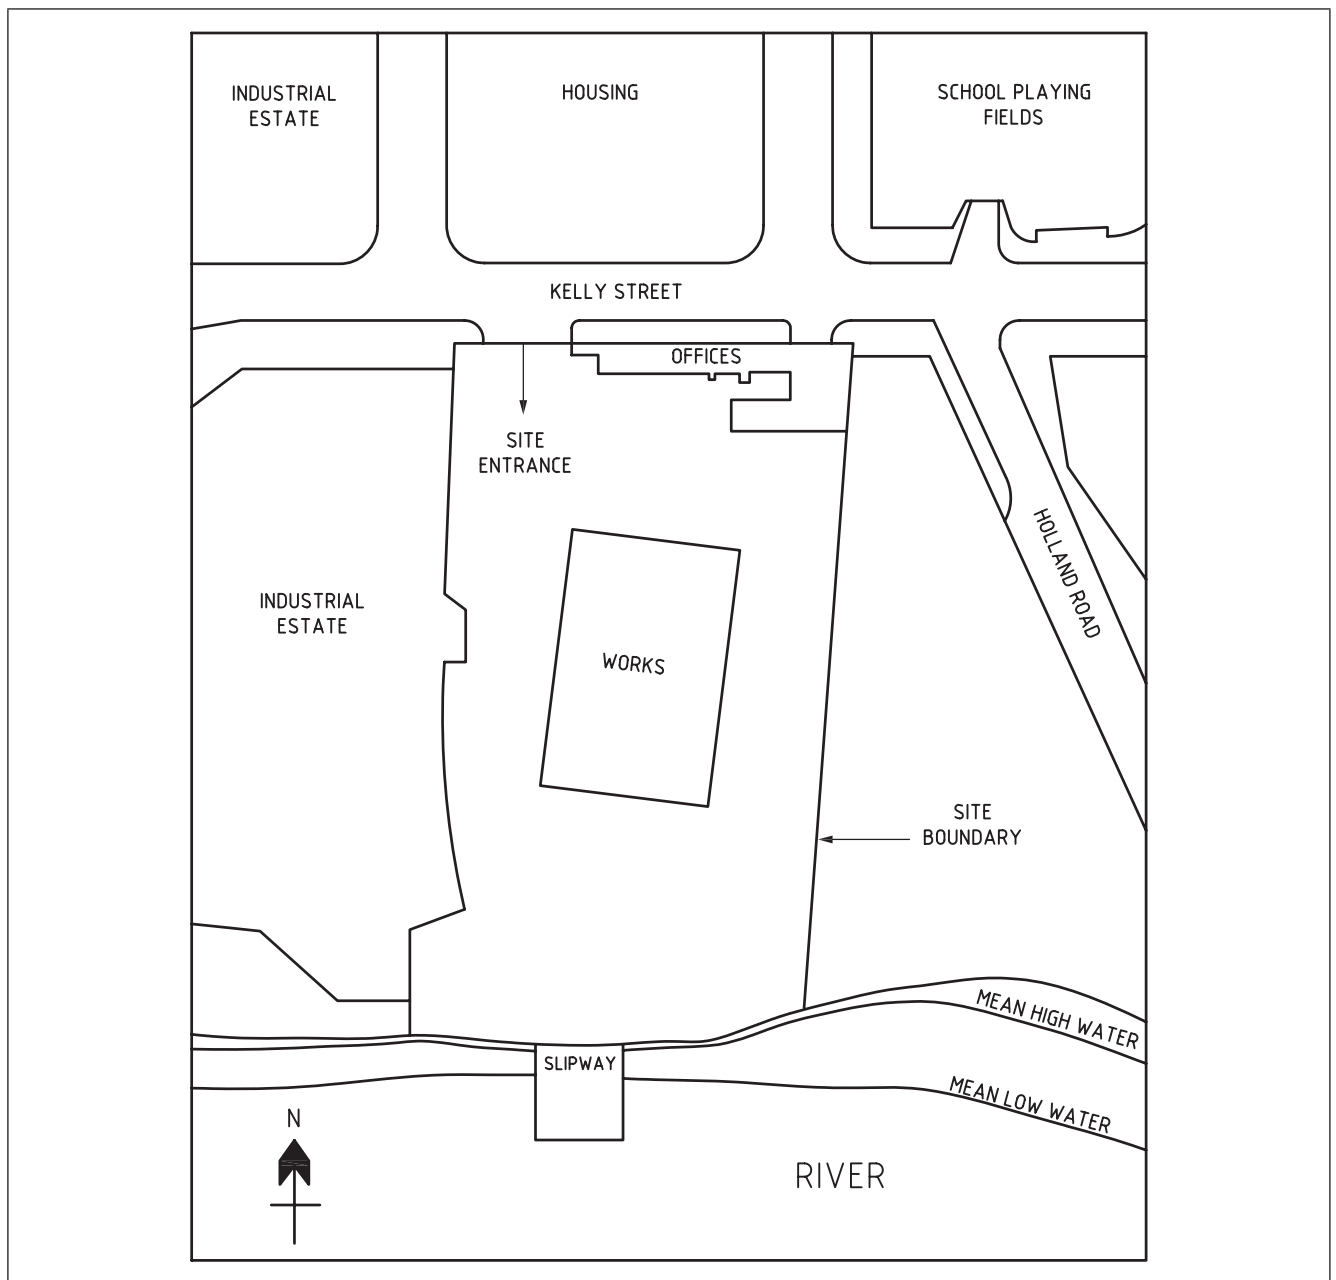 INDUSTRIAL
ESTATE
HOUSING
SCHOOL PLAYING
FIELDS
KELLY STREET
OFFICES
SITE
ENTRANCE
HOLLAND ROAD
INDUSTRIAL
ESTATE
WORKS
SITE
BOUNDARY
MEAN HIGH WATER
SLIPWAY
MEAN LOW WATER
N
RIVER